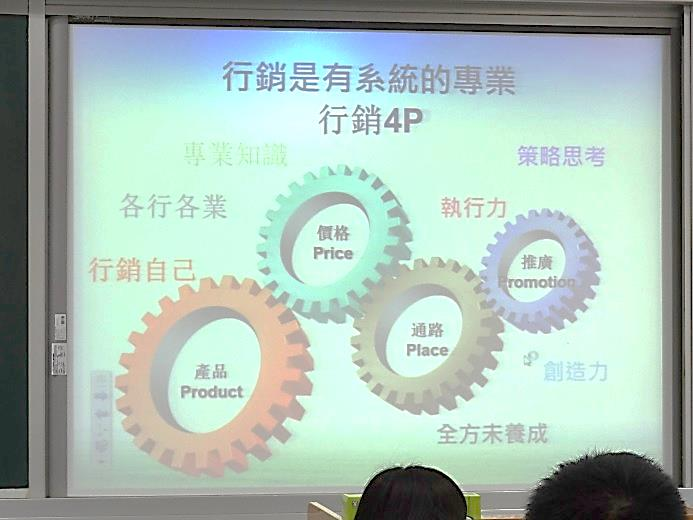 行銷是有系統的專業
行銷4P
專業知識
策略思考
各行各業
執行力
價格
Price
推廣
Promotion
行銷自己
通路
Place
產品
Product
創造力
全方未養成